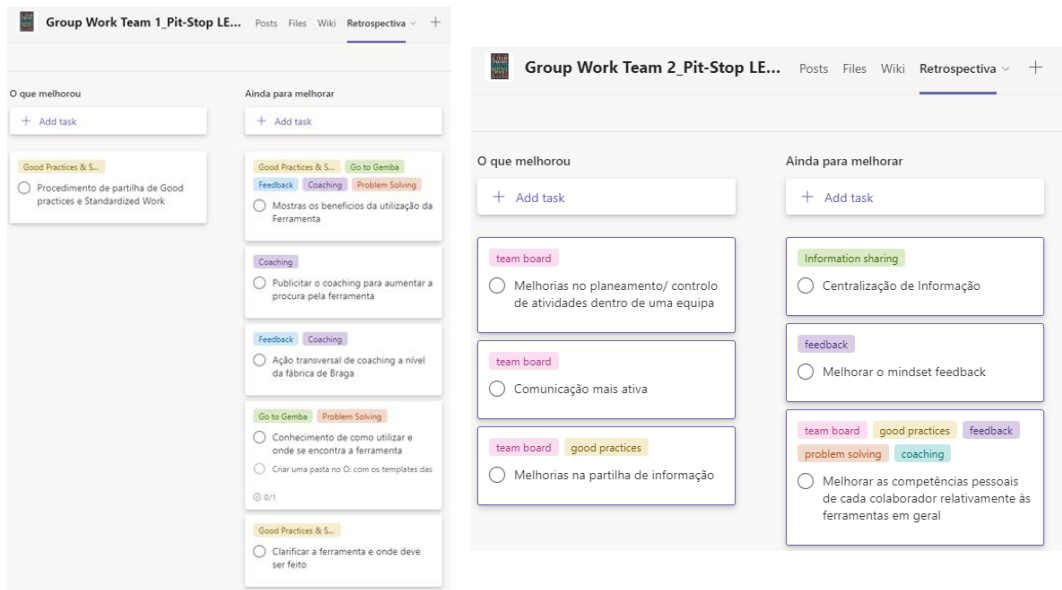 Group Work Team 1_Pit-Stop LE...
Posts Files Wiki Retrospectiva
O que melhorou
Add task
Good Practices & S...
Procedimento de partilha de Good
practices e Standardized Work
Ainda para melhorar
Add task
Good Practices & S... Go to Gemba
Feedback Coaching Problem Solving
Mostras os beneficios da utilização da
Ferramenta
Coaching
Publicitar o coaching para aumentar a
procura pela ferramenta
Feedback Coaching
Ação transversal de coaching a nível
da fábrica de Braga
Go to Gemba Problem Solving
Conhecimento de como utilizar e
onde se encontra a ferramenta
Criar uma pasta no O: com os templates das
0/1
Good Practices & S...
Clarificar a ferramenta e onde deve
ser feito
Group Work Team 2_Pit-Stop LE...
Posts Files Wiki Retrospectiva
O que melhorou
Add task
team board
Melhorias no planeamento/ controlo
de atividades dentro de uma equipa
team board
Comunicação mais ativa
team board good practices
Melhorias na partilha de informação
Ainda para melhorar
Add task
Information sharing
Centralização de Informação
feedback
Melhorar o mindset feedback
team board good practices feedback
problem solving coaching
Melhorar as competências pessoais
de cada colaborador relativamente às
ferramentas em geral